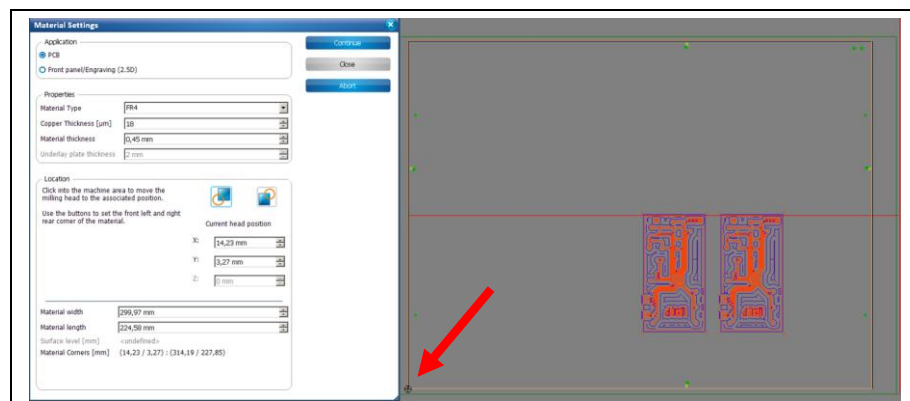 Material Settings
Application
PCB
Front panel/Engraving (2.5D)
Continue
Close
Abort
Properties
Material Type FR4
Copper Thickness [µm] 18
Material thickness 0,45 mm
Underlay plate thickness 2 mm
Location
Click into the machine area to move the
milling head to the associated position.
Use the buttons to set the front left and right
rear corner of the material.
Current head position
X: 14,23 mm
Y: 3,27 mm
Z: 0 mm
Material width 299,97 mm
Material length 224,58 mm
Surface level [mm] <undefined>
Material Corners [mm] (14,23 / 3,27) : (314,19 / 227,85)